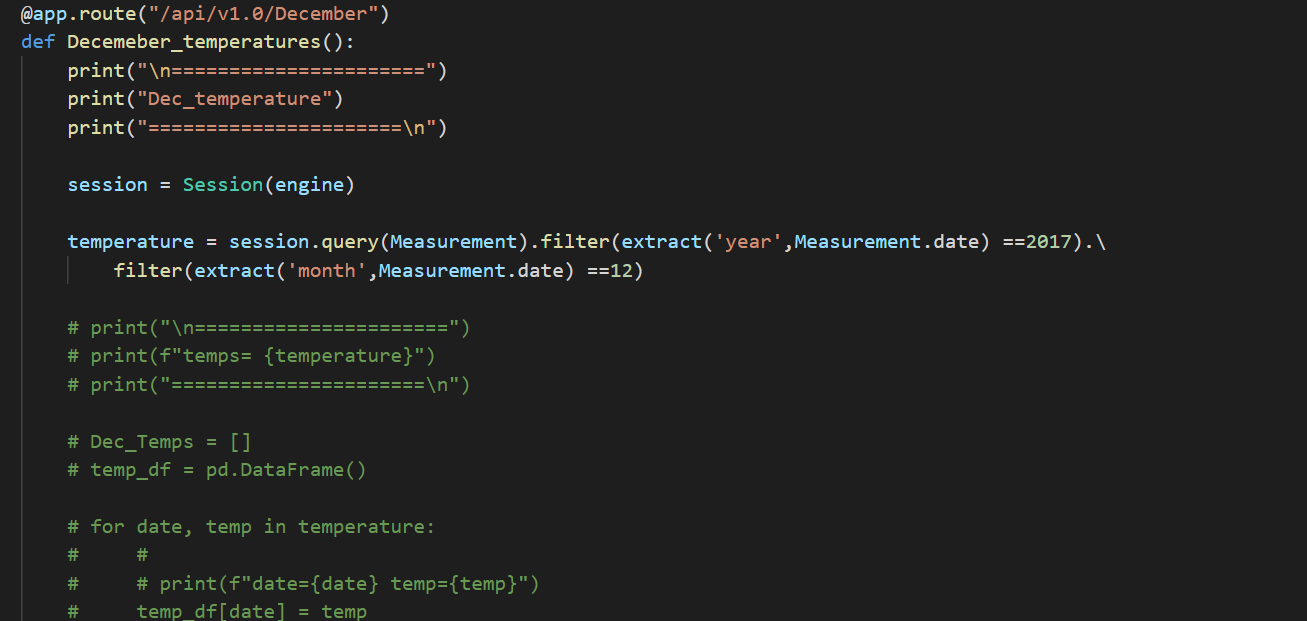 @app.route("/api/v1.0/December")
def Decemeber_temperatures():
    print("\n======================")
    print("Dec_temperature")
    print("======================\n")
    session = Session(engine)
    temperature = session.query(Measurement).filter(extract('year',Measurement.date) ==2017).\
        filter(extract('month',Measurement.date) ==12)
    # print("\n======================")
    # print(f"temps= {temperature}")
    # print("======================\n")
    # Dec_Temps = []
    # temp_df = pd.DataFrame()
    # for date, temp in temperature:
    #     #
    #     # print(f"date={date} temp={temp}")
    #     temp_df[date] = temp